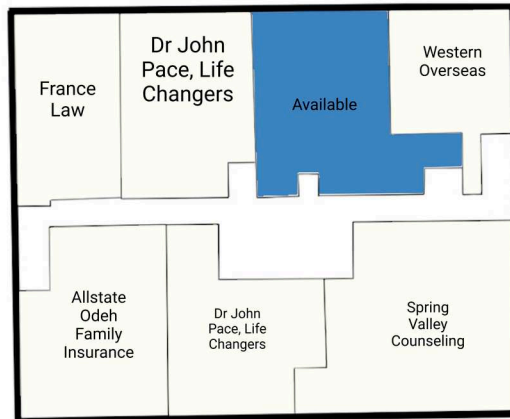 France
Law
Dr John
Pace, Life
Changers
Available
Western
Overseas
Allstate
Odeh
Family
Insurance
Dr John
Pace, Life
Changers
Spring
Valley
Counseling